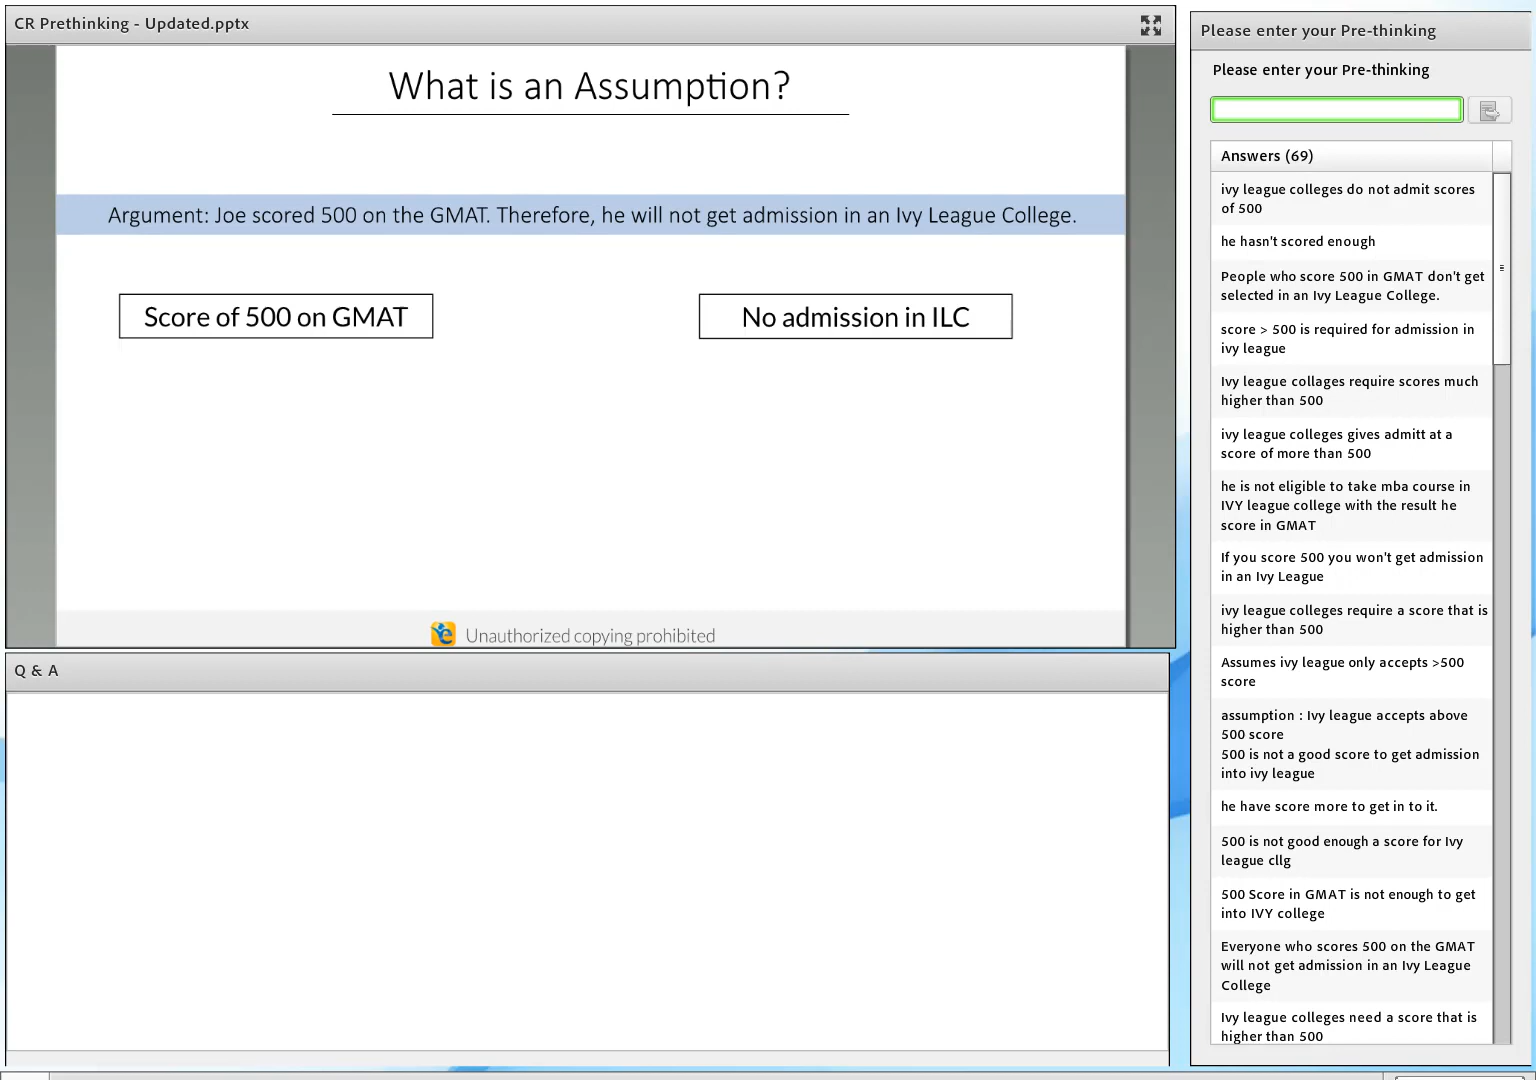 CR Prethinking - Updated.pptx
What is an Assumption?
Argument: Joe scored 500 on the GMAT. Therefore, he will not get admission in an Ivy League College.
Score of 500 on GMAT
No admission in ILC
Unauthorized copying prohibited
Q & A
Please enter your Pre-thinking
Please enter your Pre-thinking
Answers (69)
ivy league colleges do not admit scores
of 500
he hasn't scored enough
People who score 500 in GMAT don't get
selected in an Ivy League College.
score > 500 is required for admission in
ivy league
Ivy league collages require scores much
higher than 500
ivy league colleges gives admitt at a
score of more than 500
he is not eligible to take mba course in
IVY league college with the result he
score in GMAT
If you score 500 you won't get admission
in an Ivy League
ivy league colleges require a score that is
higher than 500
Assumes ivy league only accepts >500
score
assumption : Ivy league accepts above
500 score
500 is not a good score to get admission
into ivy league
he have score more to get in to it.
500 is not good enough a score for Ivy
league cllg
500 Score in GMAT is not enough to get
into IVY college
Everyone who scores 500 on the GMAT
will not get admission in an Ivy League
College
Ivy league colleges need a score that is
higher than 500